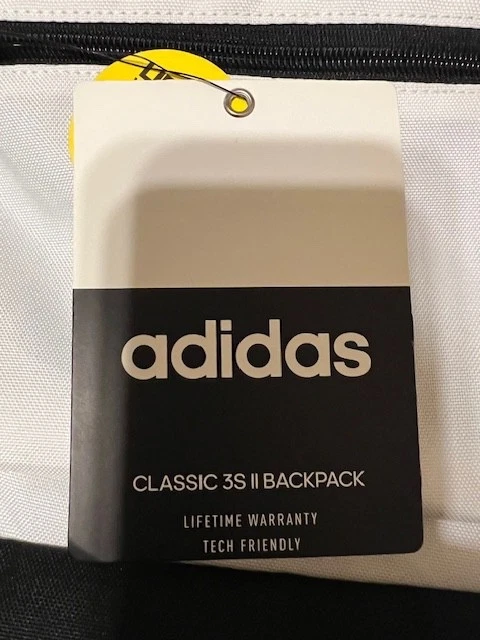 adidas
CLASSIC 3S II BACKPACK
LIFETIME WARRANTY
TECH FRIENDLY